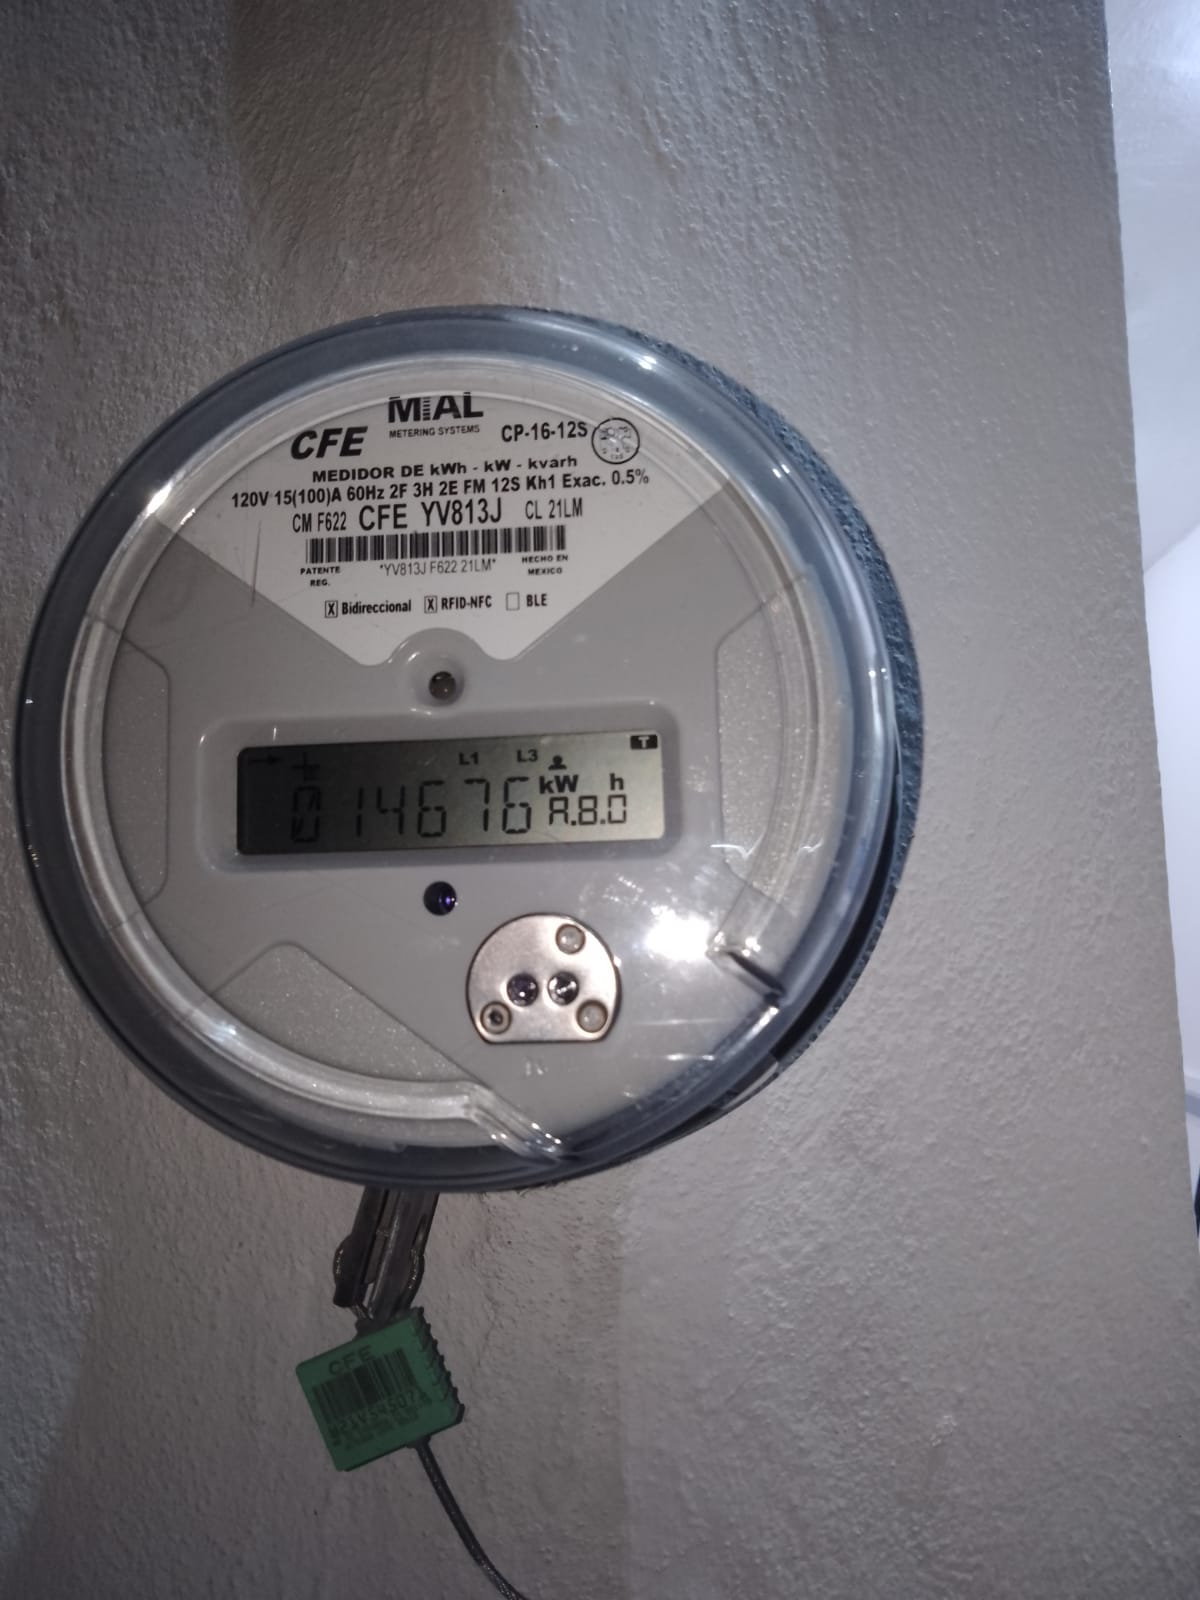 MIAL
METERING SYSTEMS
CFE
CP-16-12S
MEDIDOR DE kWh - kW - kvarh
120V 15(100)A 60Hz 2F 3H 2E FM 12S Kh1 Exac. 0.5%
CM F622 CFE YV813J CL 21LM
PATENTE REG.
*YV813J F622 21LM*
HECHO EN MEXICO
X Bidireccional X RFID-NFC BLE
L1 L3 T
kW h
014676 A.8.0
CFE